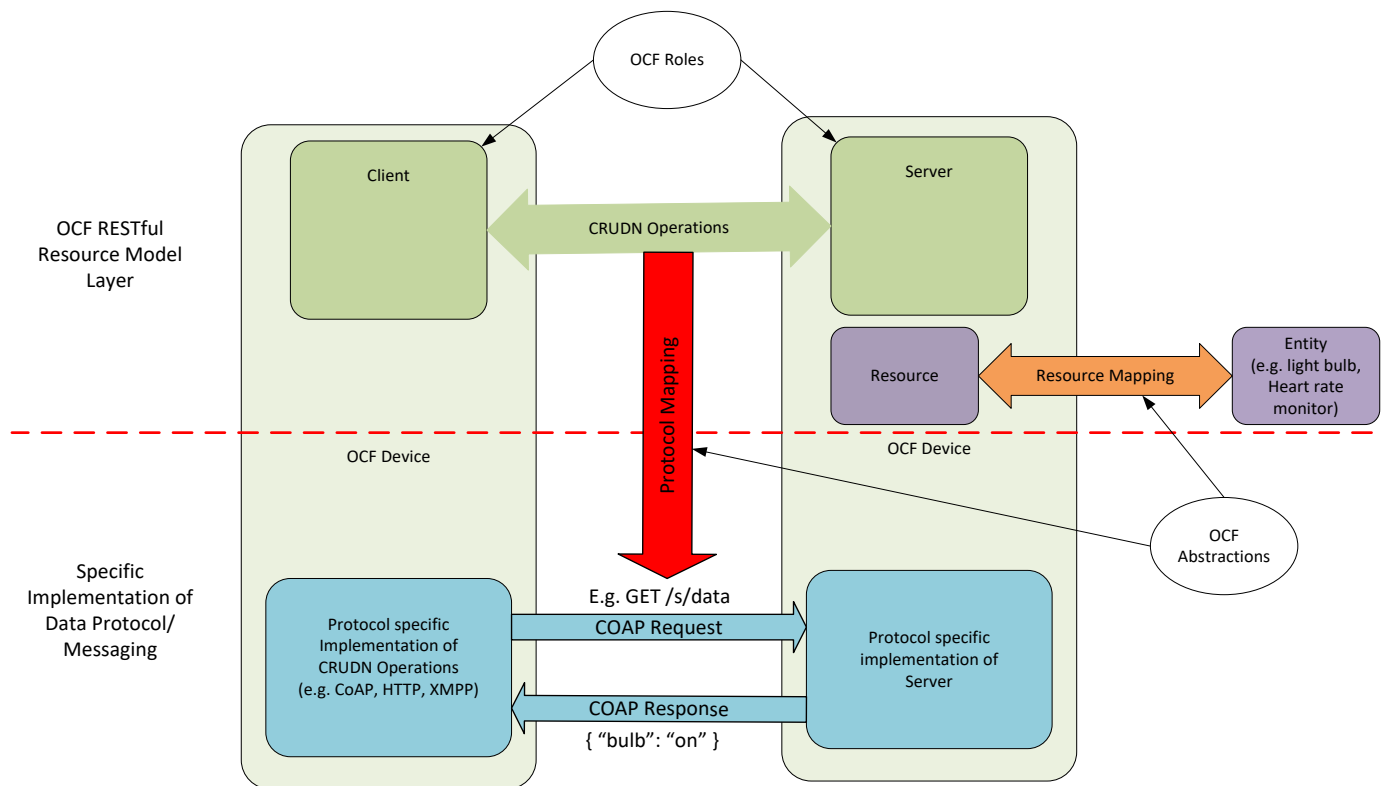 OCF Roles
Client
Server
OCF RESTful
Resource Model
Layer
CRUDN Operations
Protocol Mapping
Resource
Resource Mapping
Entity
(e.g. light bulb,
Heart rate
monitor)
OCF Device
OCF Device
OCF
Abstractions
Specific
Implementation of
Data Protocol/
Messaging
E.g. GET /s/data
COAP Request
Protocol specific
Implementation of
CRUDN Operations
(e.g. CoAP, HTTP, XMPP)
Protocol specific
implementation of
Server
COAP Response
{ “bulb”: “on” }